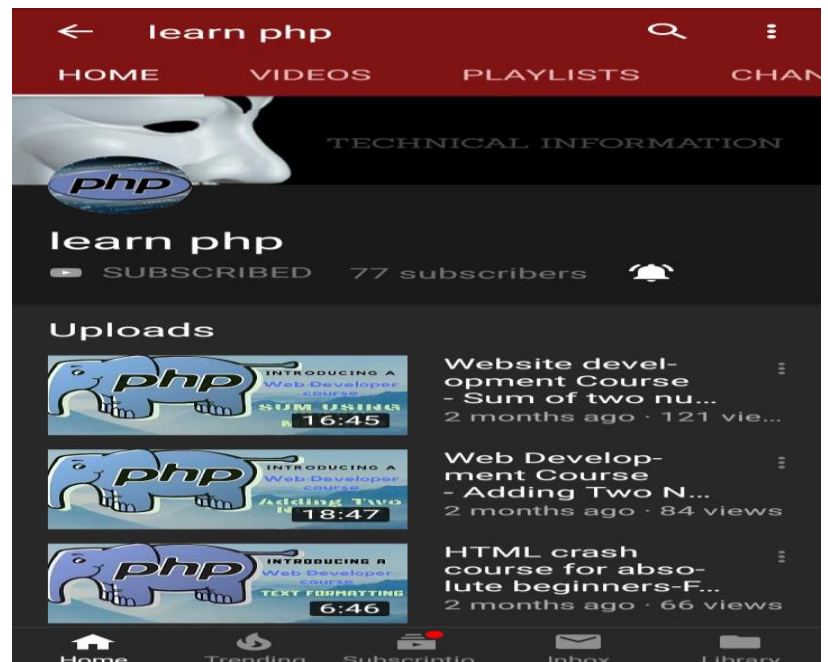 learn php
HOME VIDEOS PLAYLISTS CHAN
TECHNICAL INFORMATION
php
learn php
SUBSCRIBED 77 subscribers
Uploads
php
INTRODUCING A
Web Developer
course
SUM USING
16:45
Website devel-
opment Course
- Sum of two nu...
2 months ago · 121 vie...
php
INTRODUCING A
Web Developer
course
Adding Two
18:47
Web Develop-
ment Course
- Adding Two N...
2 months ago · 84 views
php
INTRODUCING A
Web Developer
course
TEXT FORMATTING
6:46
HTML crash
course for abso-
lute beginners-F...
2 months ago · 66 views
Home Trending Subscriptio Inbox Library